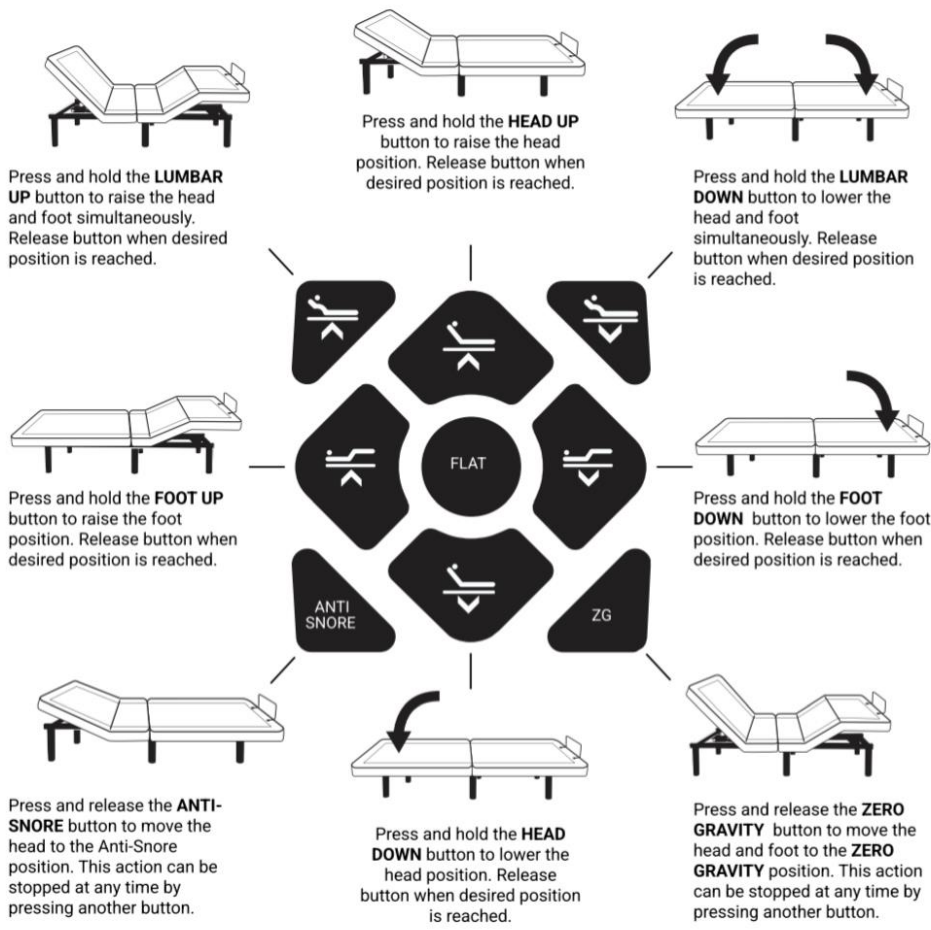 Press and hold the HEAD UP
button to raise the head
position. Release button when
desired position is reached.
Press and hold the LUMBAR
UP button to raise the head
and foot simultaneously.
Release button when desired
position is reached.
Press and hold the LUMBAR
DOWN button to lower the
head and foot
simultaneously. Release
button when desired position
is reached.
FLAT
Press and hold the FOOT UP
button to raise the foot
position. Release button when
desired position is reached.
Press and hold the FOOT
DOWN button to lower the foot
position. Release button when
desired position is reached.
ANTI
SNORE
ZG
Press and release the ANTI-
SNORE button to move the
head to the Anti-Snore
position. This action can be
stopped at any time by
pressing another button.
Press and hold the HEAD
DOWN button to lower the
head position. Release
button when desired position
is reached.
Press and release the ZERO
GRAVITY button to move the
head and foot to the ZERO
GRAVITY position. This action
can be stopped at any time by
pressing another button.